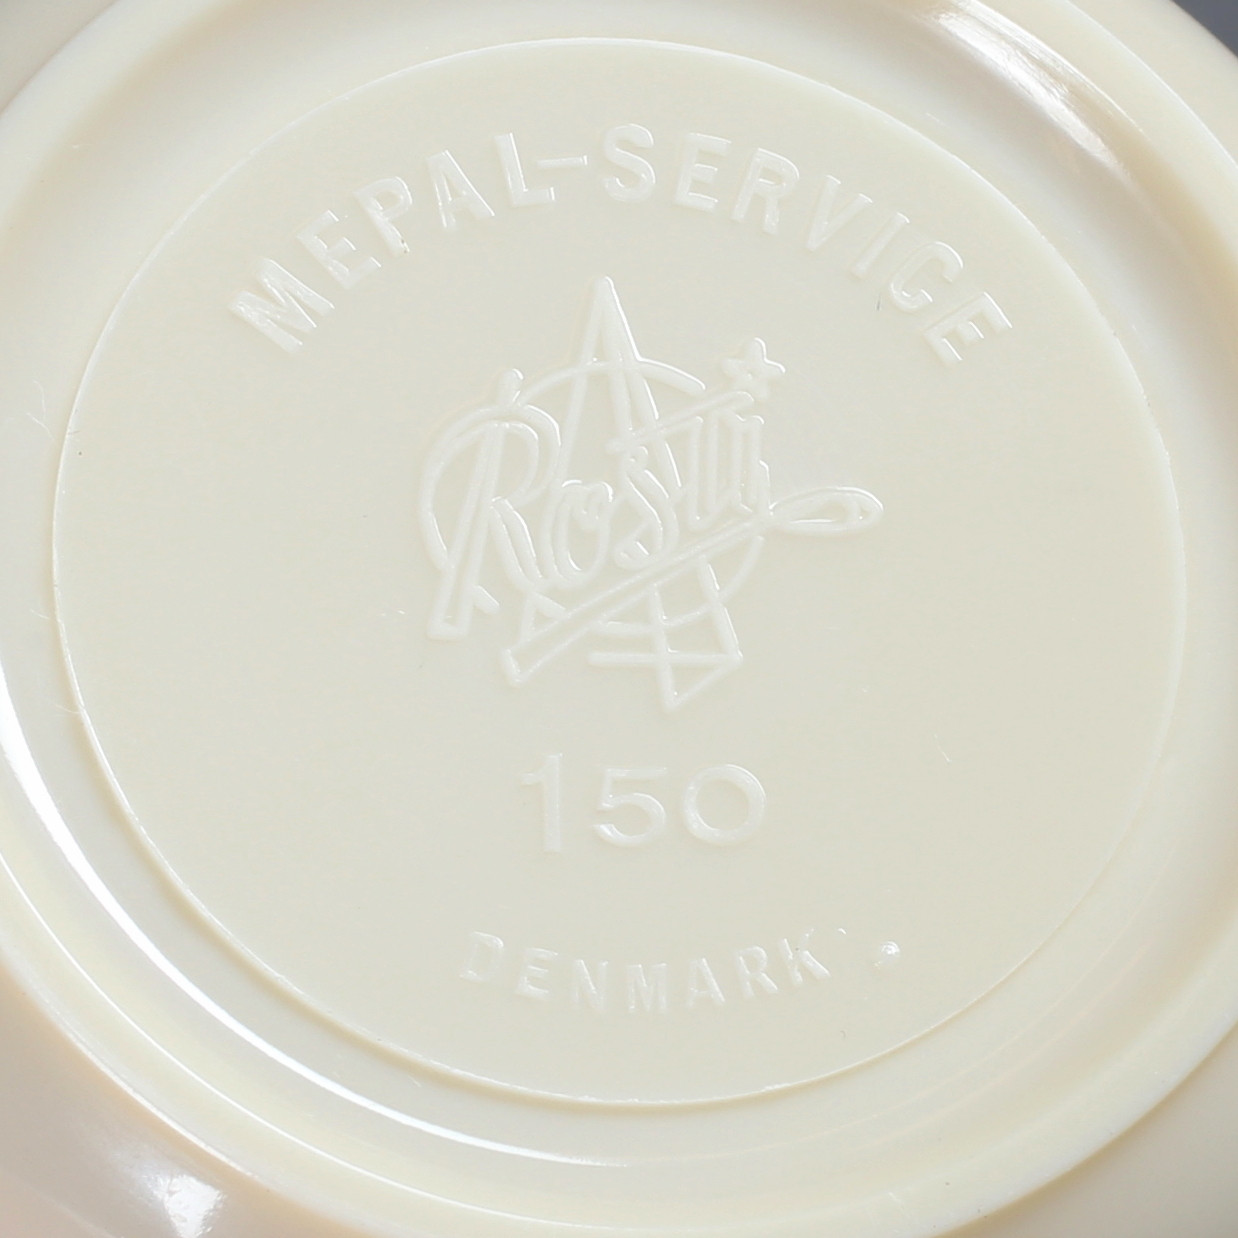 MEPAL-SERVICE
Rosti
150
DENMARK